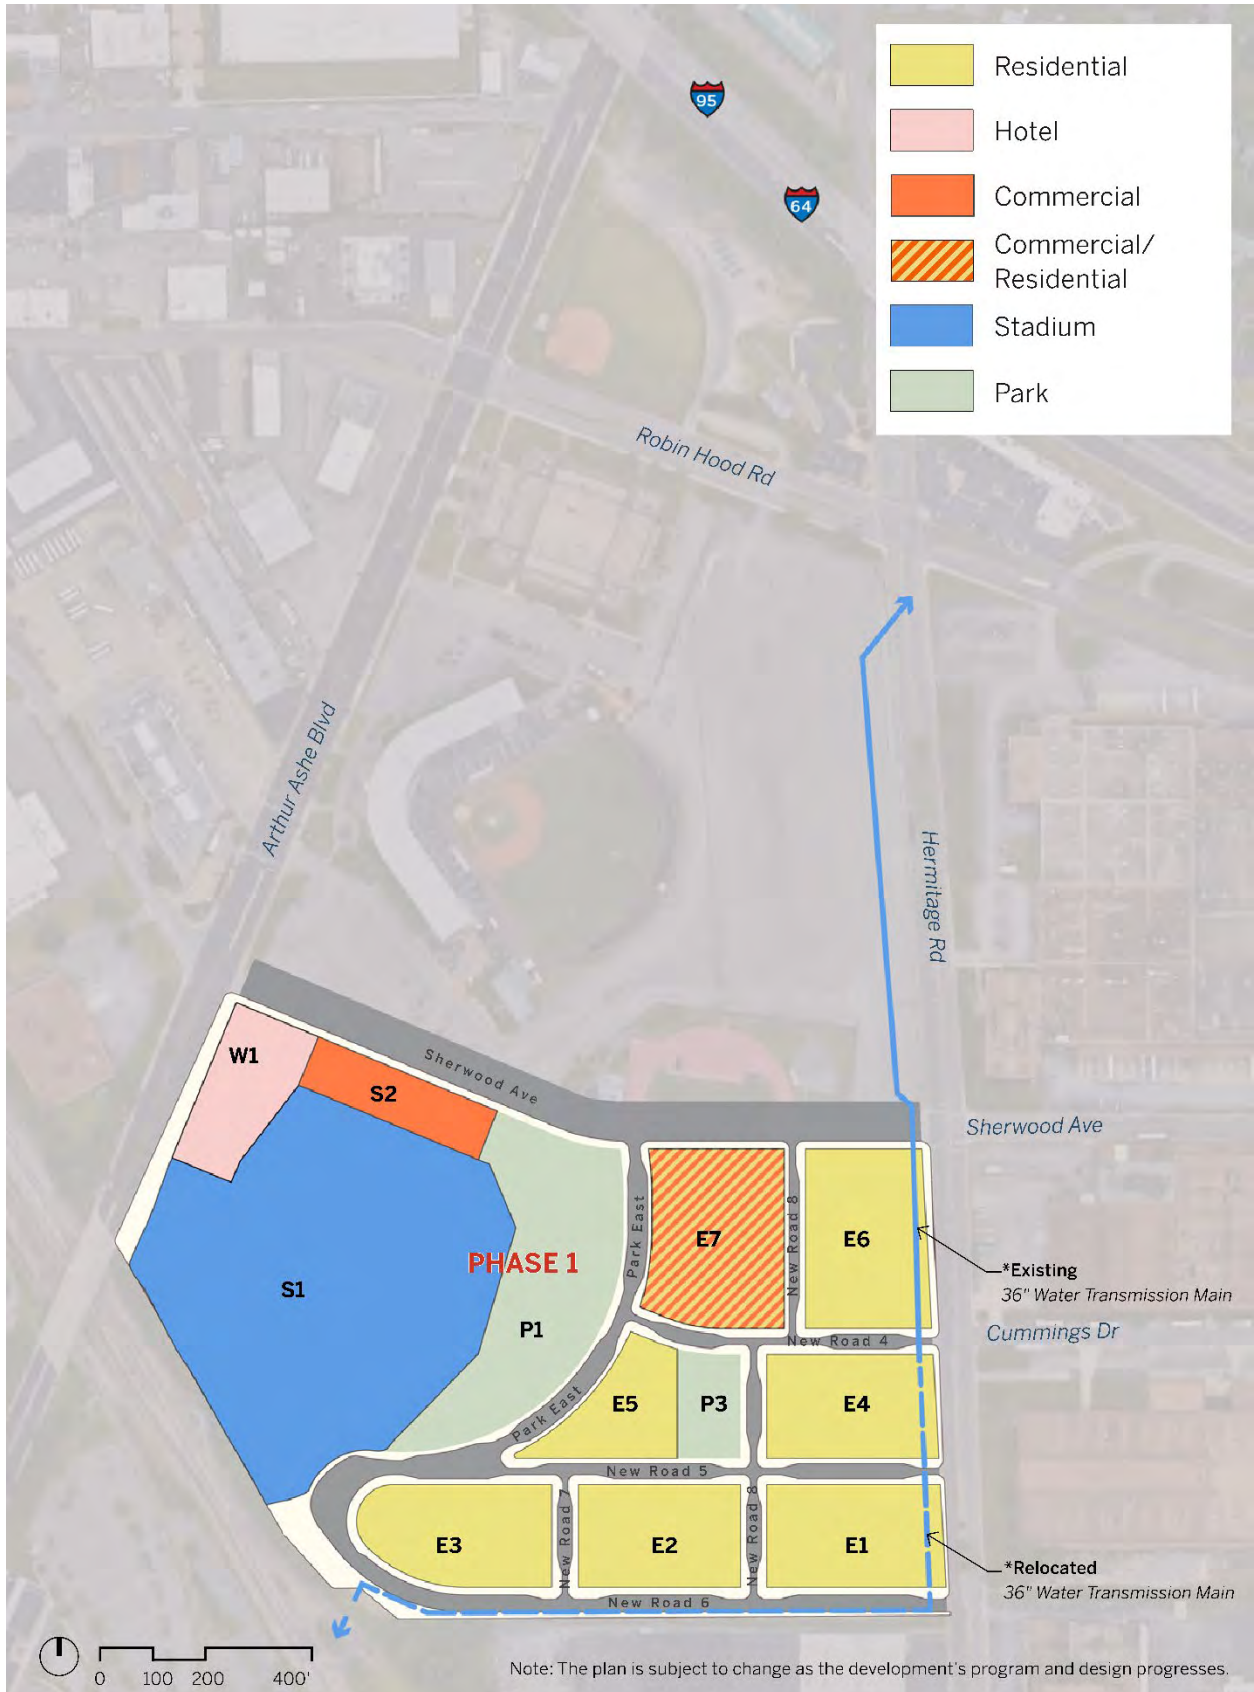 Residential
Hotel
Commercial
Commercial/
Residential
Stadium
Park
95
64
Robin Hood Rd
Arthur Ashe Blvd
Hermitage Rd
Sherwood Ave
Sherwood Ave
W1
S2
S1
PHASE 1
P1
Park East
E7
New Road 8
E6
*Existing
36" Water Transmission Main
Cummings Dr
New Road 4
Park East
E5
P3
E4
New Road 5
E3
New Road 7
E2
New Road 8
E1
*Relocated
36" Water Transmission Main
New Road 6
0 100 200 400'
Note: The plan is subject to change as the development's program and design progresses.